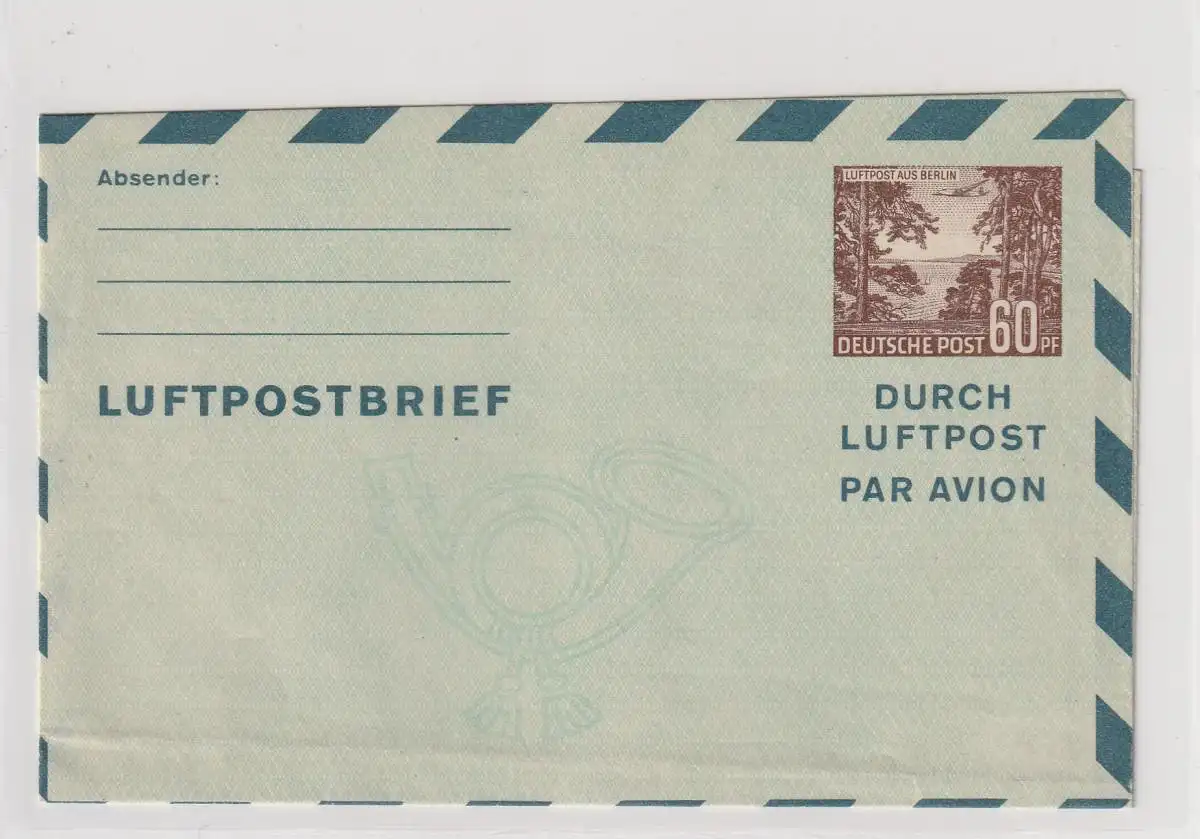 Absender:
LUFTPOST AUS BERLIN
DEUTSCHE POST 60 PF
LUFTPOSTBRIEF
DURCH
LUFTPOST
PAR AVION